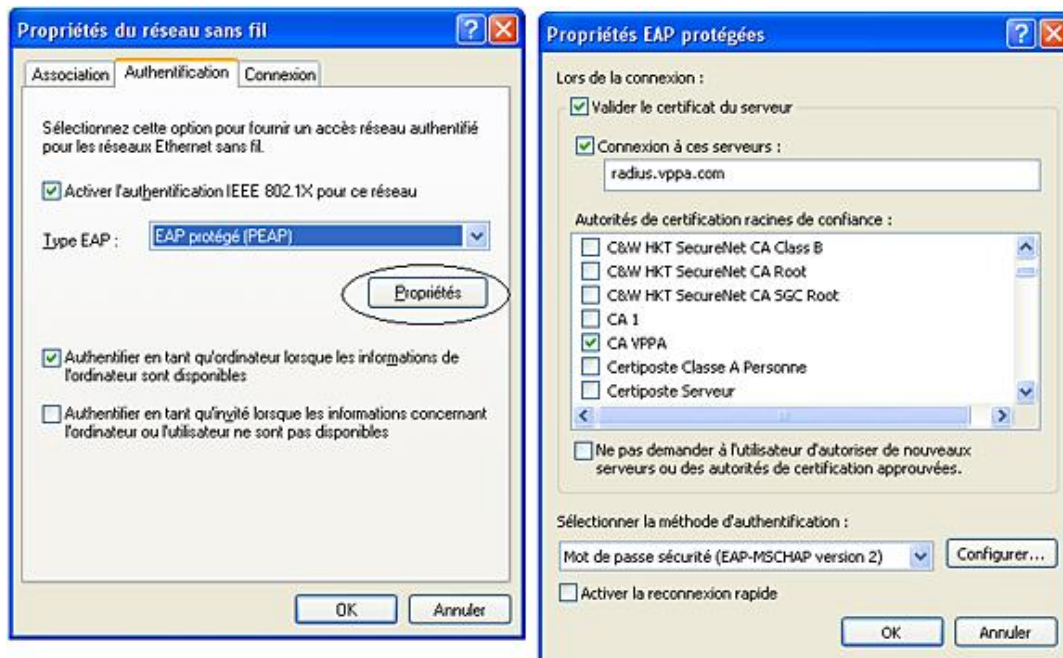 Propriétés du réseau sans fil
Association Authentification Connexion
Sélectionnez cette option pour fournir un accès réseau authentifié
pour les réseaux Ethernet sans fil.
Activer l'authentification IEEE 802.1X pour ce réseau
Type EAP : EAP protégé (PEAP)
Propriétés
Authentifier en tant qu'ordinateur lorsque les informations de
l'ordinateur sont disponibles
Authentifier en tant qu'invité lorsque les informations concernant
l'ordinateur ou l'utilisateur ne sont pas disponibles
OK Annuler
Propriétés EAP protégées
Lors de la connexion :
Valider le certificat du serveur
Connexion à ces serveurs :
radius.vppa.com
Autorités de certification racines de confiance :
C&W HKT SecureNet CA Class B
C&W HKT SecureNet CA Root
C&W HKT SecureNet CA SGC Root
CA 1
CA VPPA
Certiposte Classe A Personne
Certiposte Serveur
Ne pas demander à l'utilisateur d'autoriser de nouveaux
serveurs ou des autorités de certification approuvées.
Sélectionner la méthode d'authentification :
Mot de passe sécurité (EAP-MSCHAP version 2) Configurer...
Activer la reconnexion rapide
OK Annuler